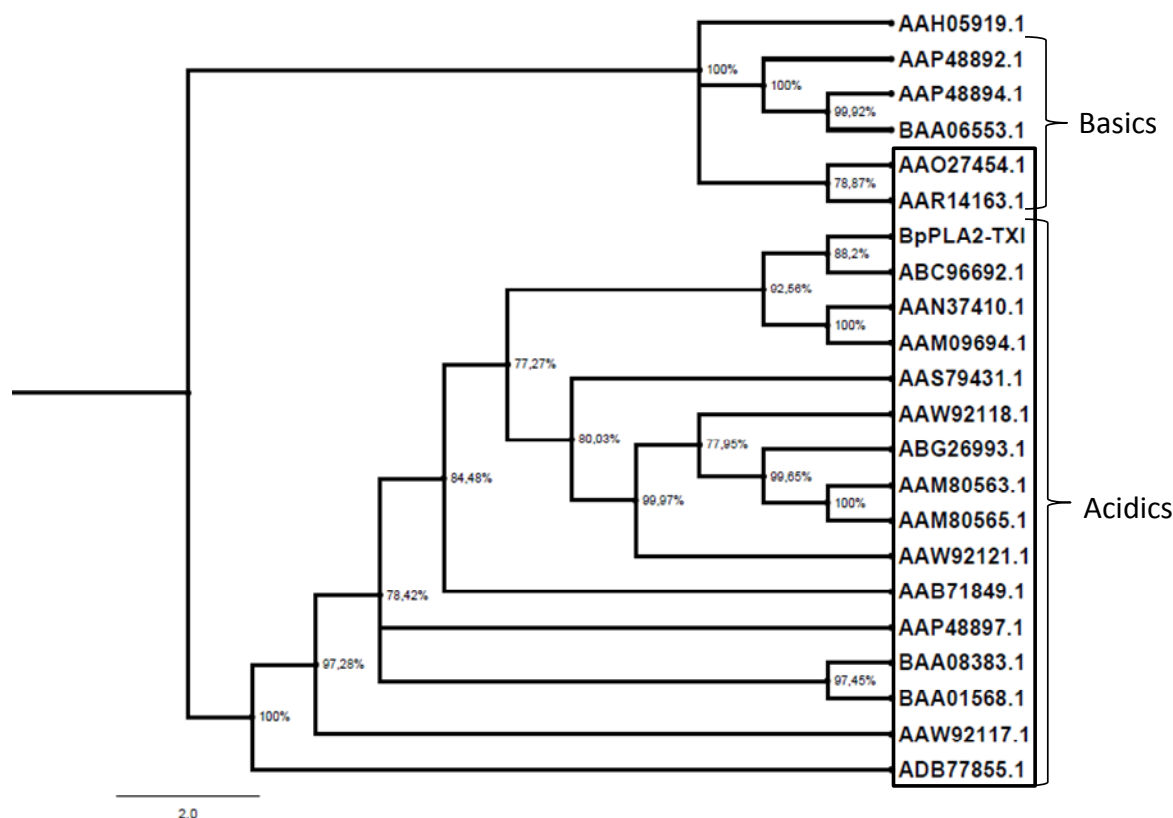 AAH05919.1
AAP48892.1
100%
100%
AAP48894.1
99,92%
BAA06553.1
Basics
AAO27454.1
78,87%
AAR14163.1
BpPLA2-TXI
88,2%
ABC96692.1
92,56%
AAN37410.1
100%
AAM09694.1
77,27%
AAS79431.1
AAW92118.1
80,03%
77,95%
ABG26993.1
99,65%
84,48%
AAM80563.1
99,97%
100%
Acidics
AAM80565.1
AAW92121.1
AAB71849.1
78,42%
AAP48897.1
BAA08383.1
97,28%
97,45%
BAA01568.1
100%
AAW92117.1
ADB77855.1
2.0